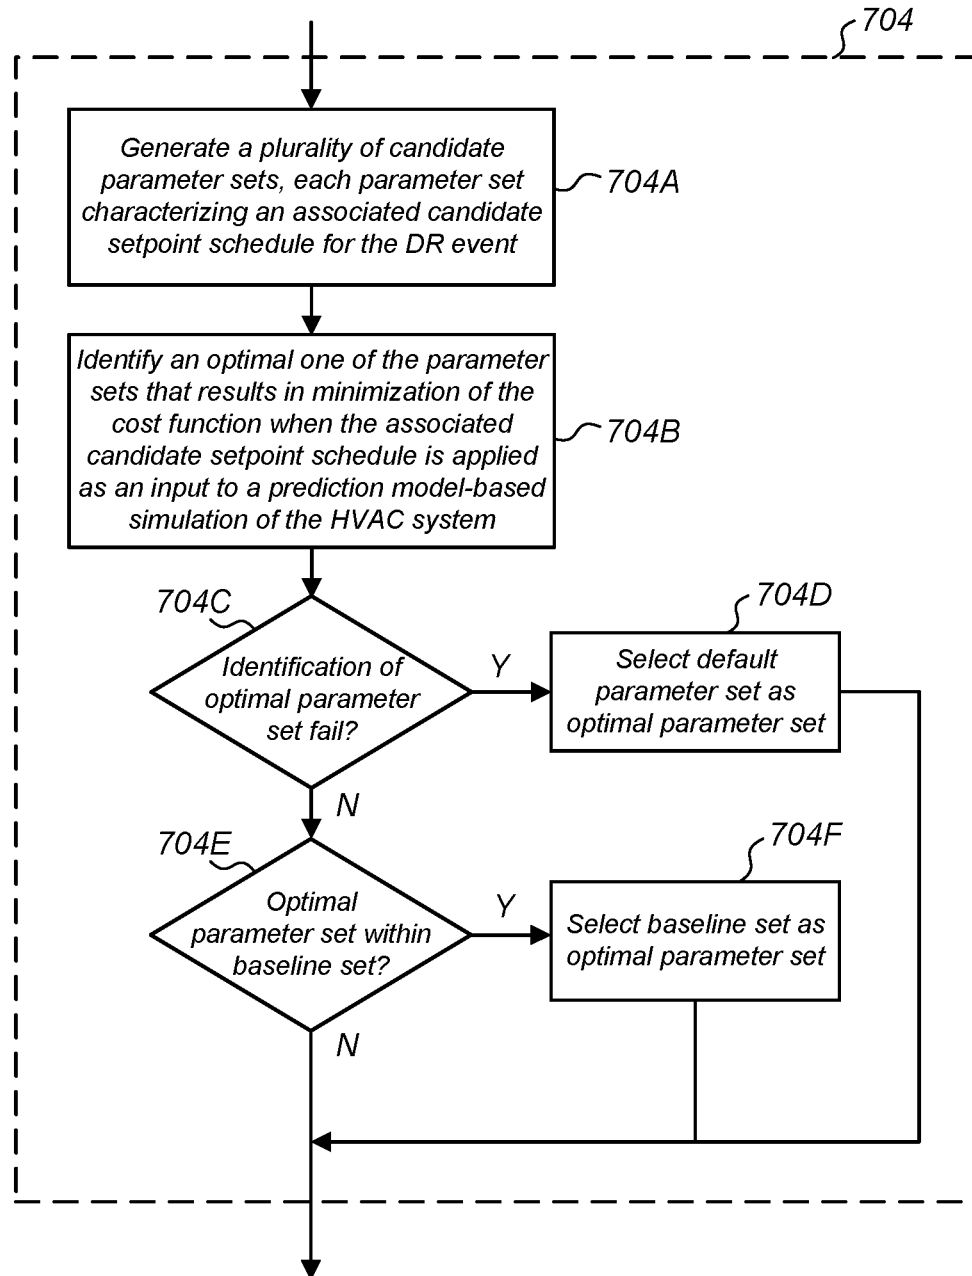 704
Generate a plurality of candidate
parameter sets, each parameter set
characterizing an associated candidate
setpoint schedule for the DR event
704A
Identify an optimal one of the parameter
sets that results in minimization of the
cost function when the associated
candidate setpoint schedule is applied
as an input to a prediction model-based
simulation of the HVAC system
704B
704C
Identification of
optimal parameter
set fail?
Y
N
704D
Select default
parameter set as
optimal parameter set
704E
Optimal
parameter set within
baseline set?
Y
N
704F
Select baseline set as
optimal parameter set